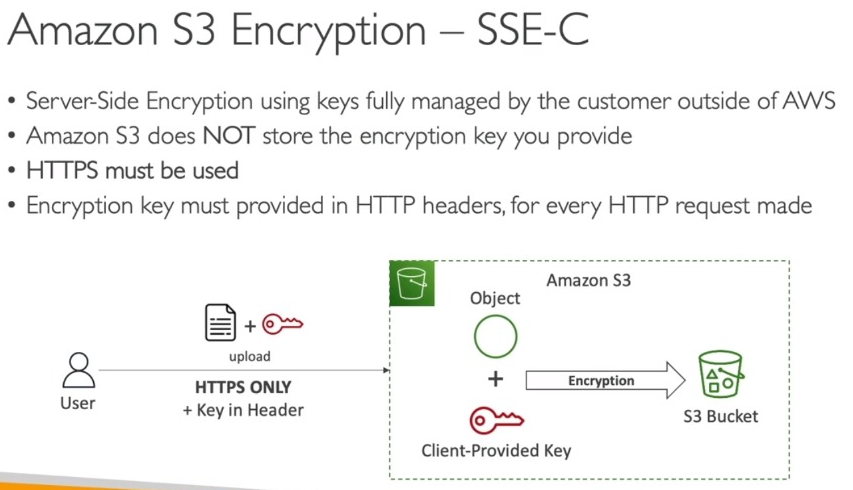 Amazon S3 Encryption – SSE-C
• Server-Side Encryption using keys fully managed by the customer outside of AWS
• Amazon S3 does NOT store the encryption key you provide
• HTTPS must be used
• Encryption key must provided in HTTP headers, for every HTTP request made
Amazon S3
Object
+
upload
+
Encryption
HTTPS ONLY
+ Key in Header
User
S3 Bucket
Client-Provided Key